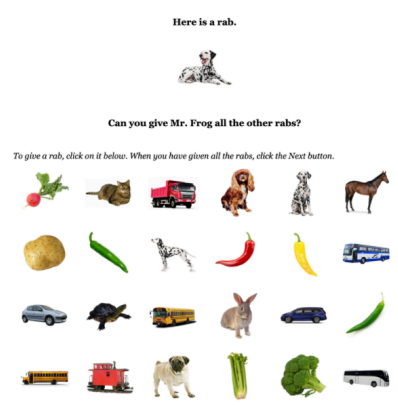 Here is a rab.
Can you give Mr. Frog all the other rabs?
To give a rab, click on it below. When you have given all the rabs, click the Next button.